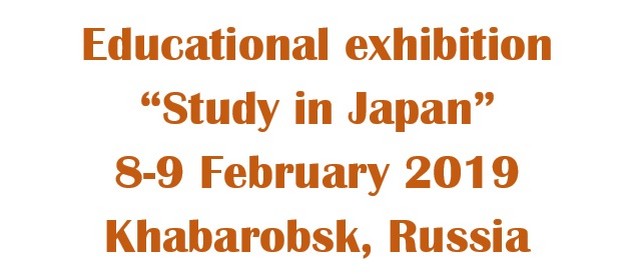 Educational exhibition
“Study in Japan”
8-9 February 2019
Khabarobsk, Russia